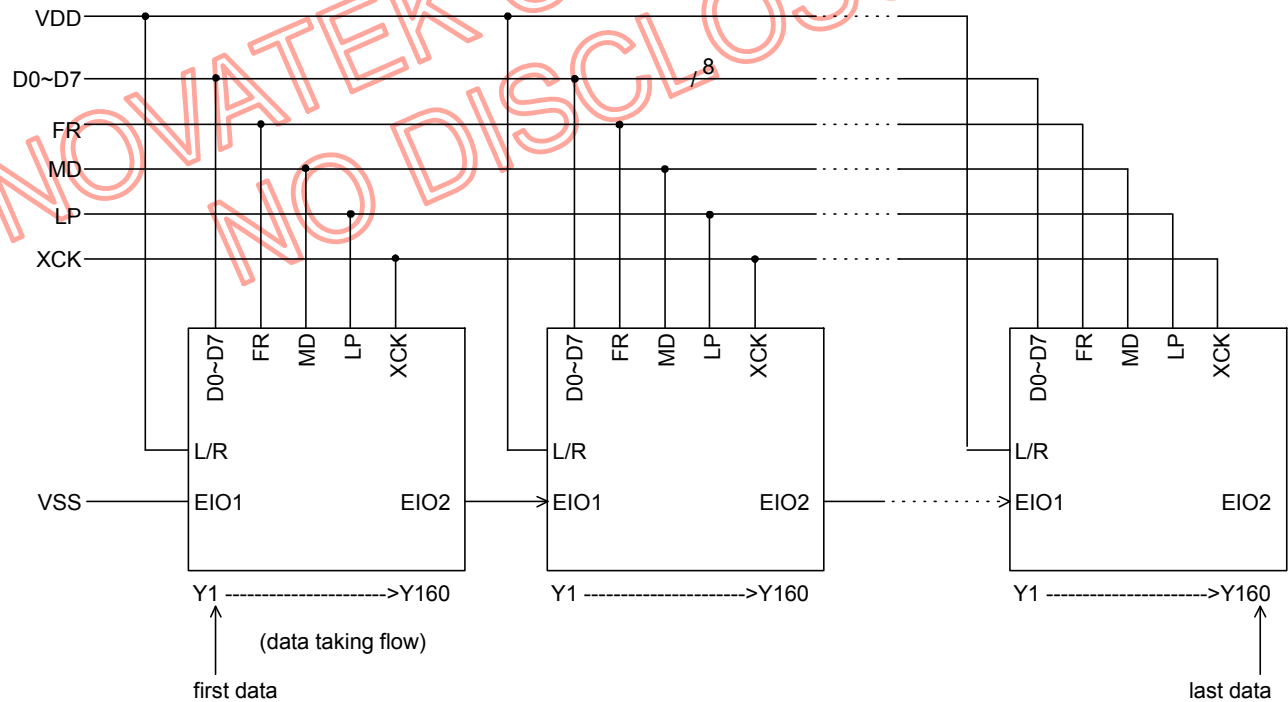 VDD
D0~D7
8
FR
MD
LP
XCK
D0~D7 FR MD LP XCK
D0~D7 FR MD LP XCK
D0~D7 FR MD LP XCK
L/R
L/R
L/R
VSS
EIO1 EIO2
EIO1 EIO2
EIO1 EIO2
Y1 ---------------------->Y160
Y1 ---------------------->Y160
Y1 ---------------------->Y160
(data taking flow)
first data
last data
NOVATEK
NO DISCLOS